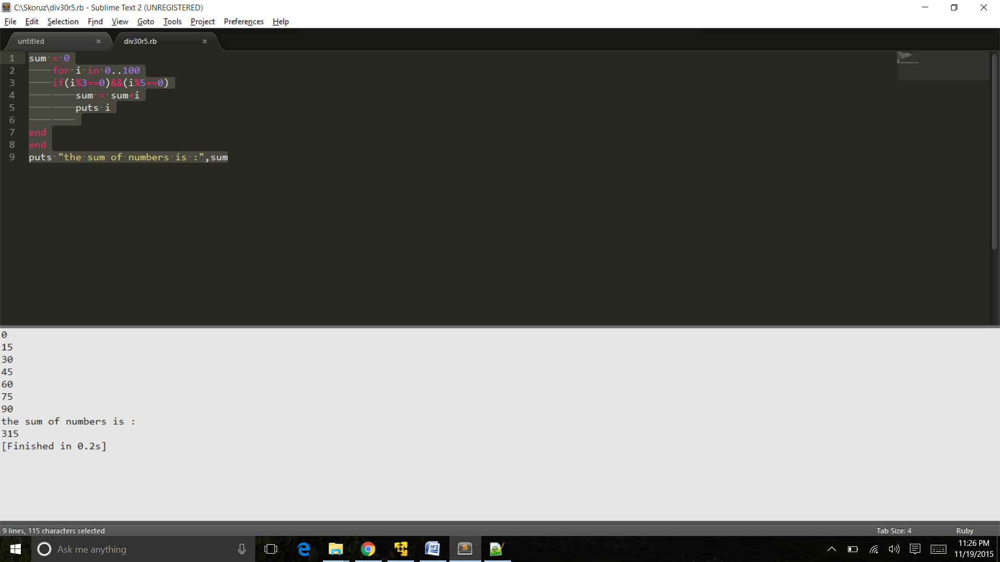 C:\Skoruz\div30r5.rb - Sublime Text 2 (UNREGISTERED)
File Edit Selection Find View Goto Tools Project Preferences Help
untitled × div30r5.rb ×
1 sum = 0
2 for i in 0..100
3 if(i%3==0)&&(i%5==0)
4 sum = sum+i
5 puts i
6
7 end
8 end
9 puts "the sum of numbers is :",sum
0
15
30
45
60
75
90
the sum of numbers is :
315
[Finished in 0.2s]
9 lines, 115 characters selected Tab Size: 4 Ruby
Ask me anything
11:26 PM
11/19/2015